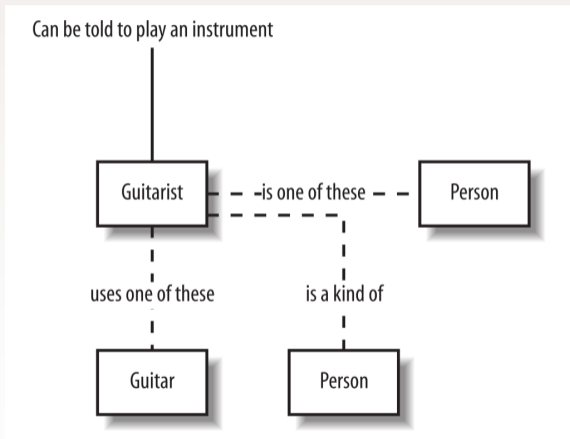 Can be told to play an instrument
Guitarist
-is one of these
Person
uses one of these
is a kind of
Guitar
Person